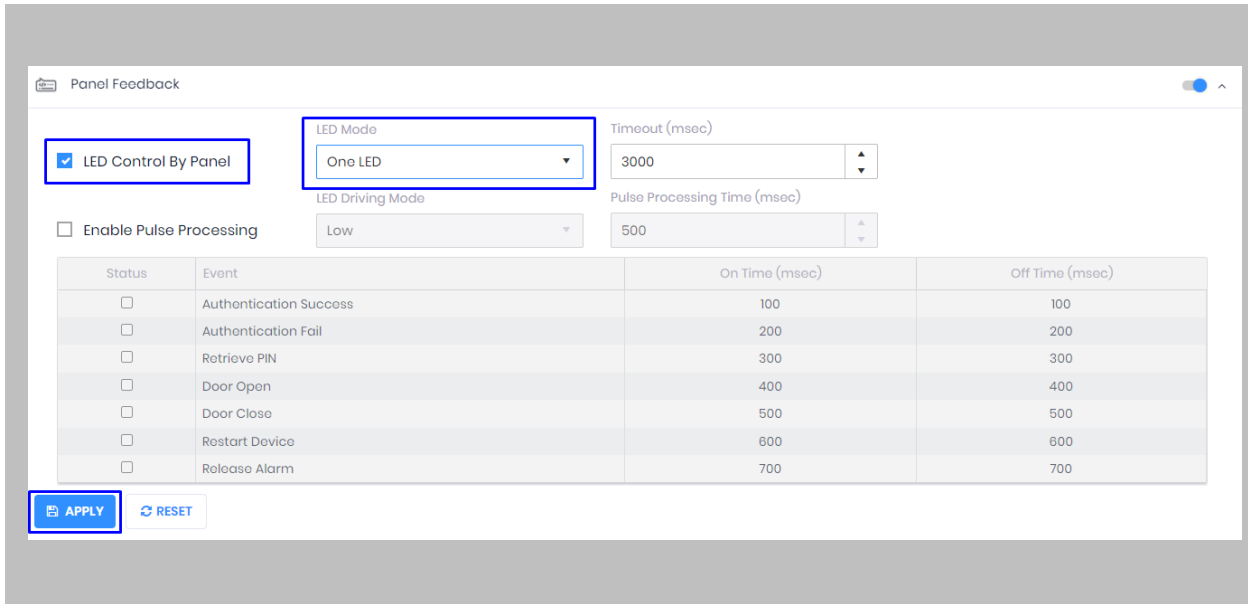 Panel Feedback
LED Mode
Timeout (msec)
LED Control By Panel
One LED
3000
LED Driving Mode
Pulse Processing Time (msec)
Enable Pulse Processing
Low
500
Status Event On Time (msec) Off Time (msec)
Authentication Success 100 100
Authentication Fail 200 200
Retrieve PIN 300 300
Door Open 400 400
Door Close 500 500
Restart Device 600 600
Release Alarm 700 700
APPLY RESET